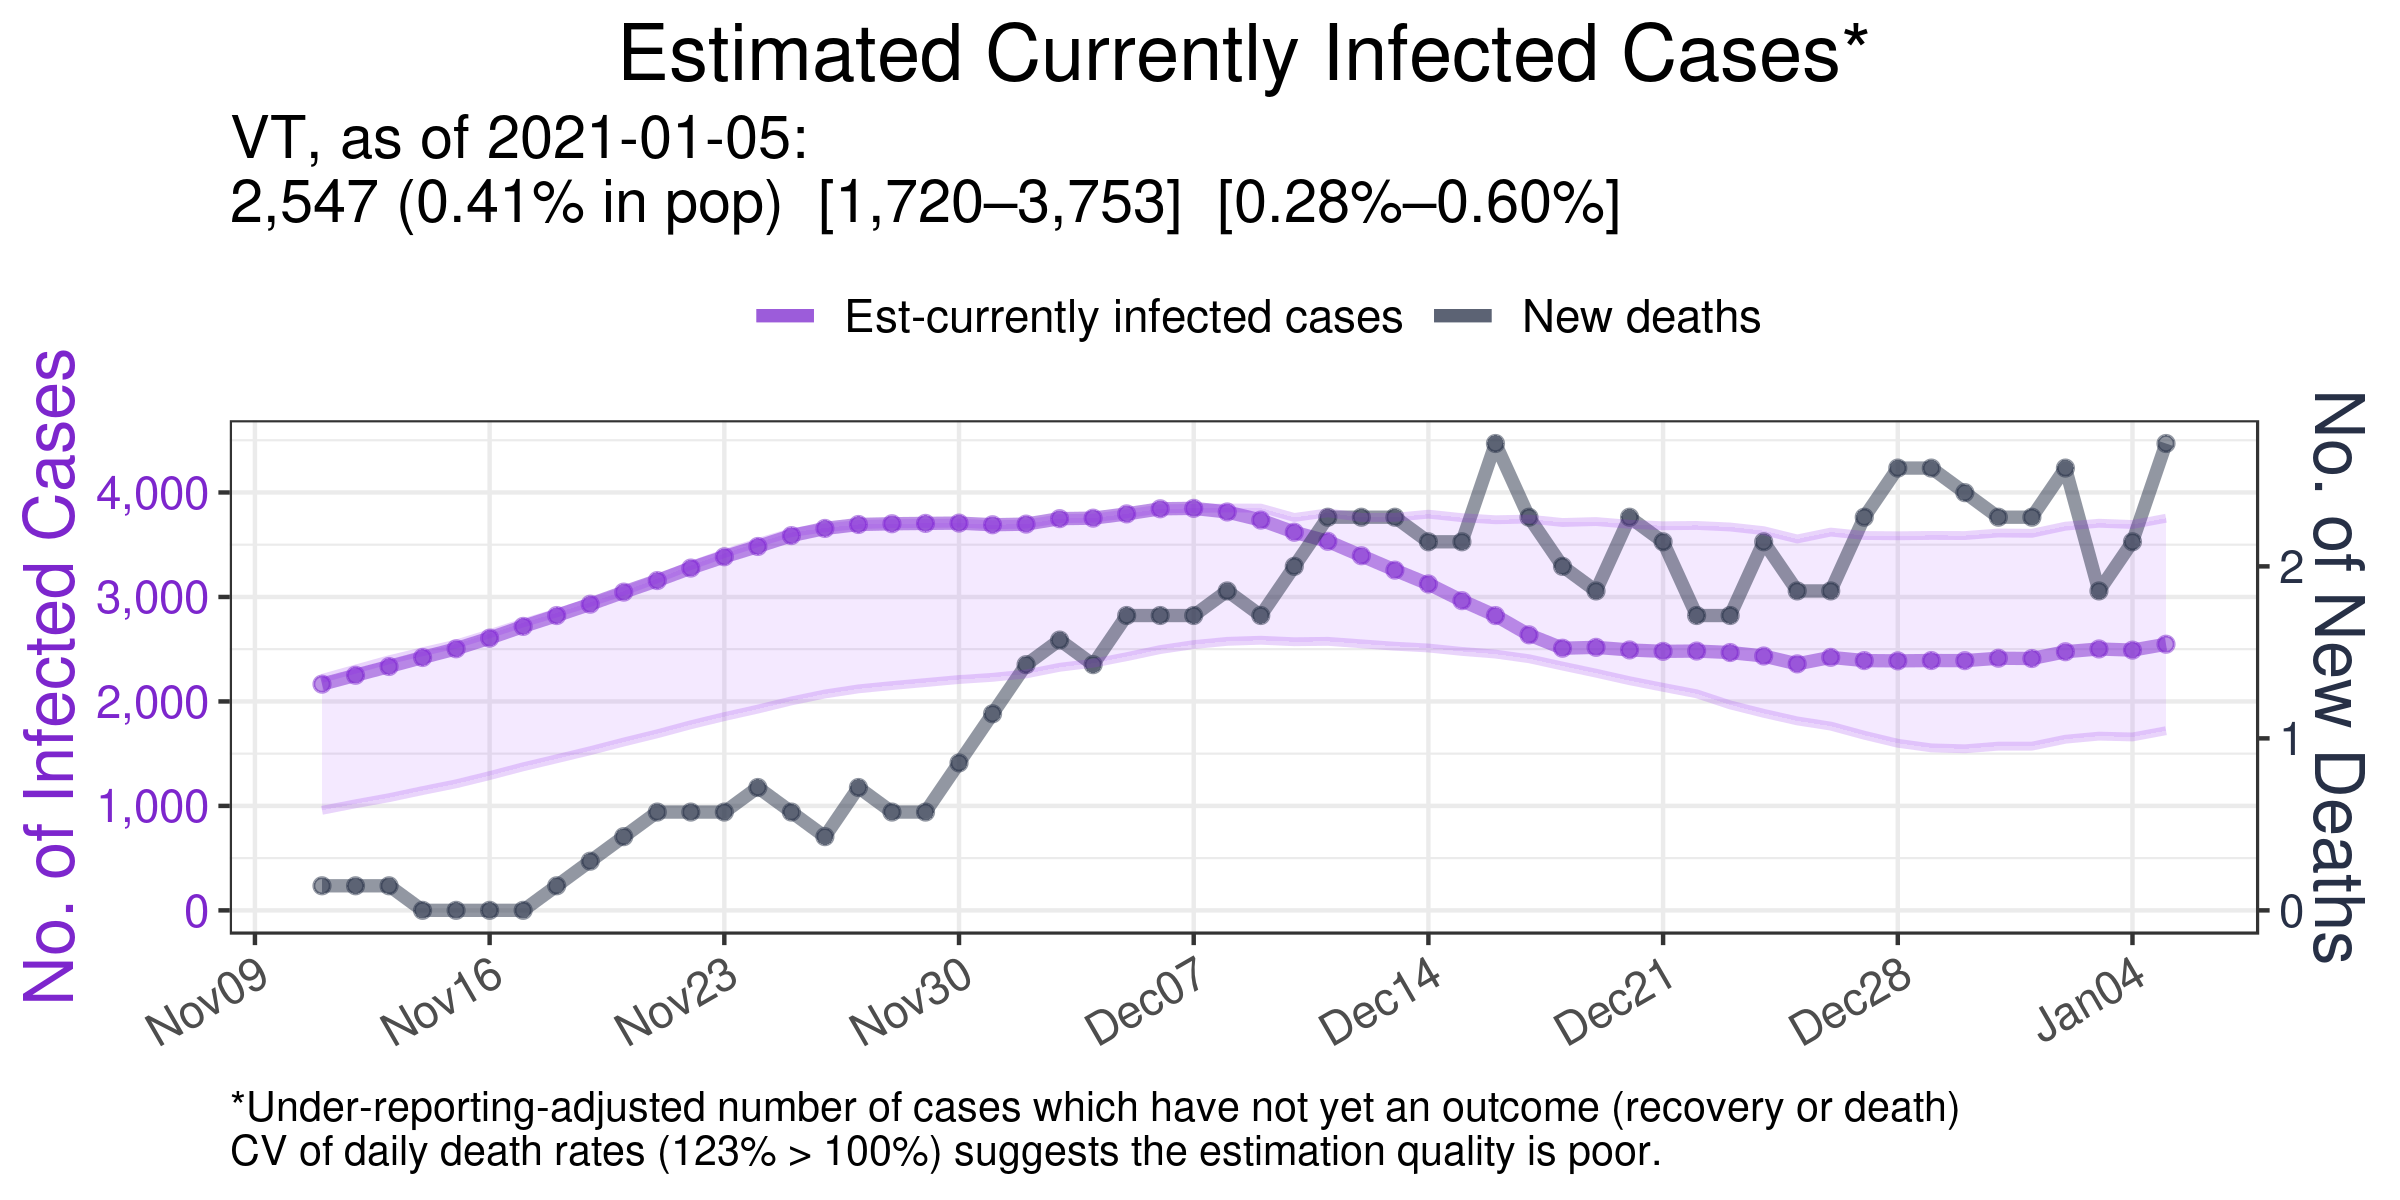 Estimated Currently Infected Cases*
VT, as of 2021-01-05:
2,547 (0.41% in pop)  [1,720–3,753]  [0.28%–0.60%]
Est-currently infected cases
New deaths
No. of Infected Cases
4,000
3,000
2,000
1,000
0
No. of New Deaths
2
1
0
Nov09
Nov16
Nov23
Nov30
Dec07
Dec14
Dec21
Dec28
Jan04
*Under-reporting-adjusted number of cases which have not yet an outcome (recovery or death)
CV of daily death rates (123% > 100%) suggests the estimation quality is poor.